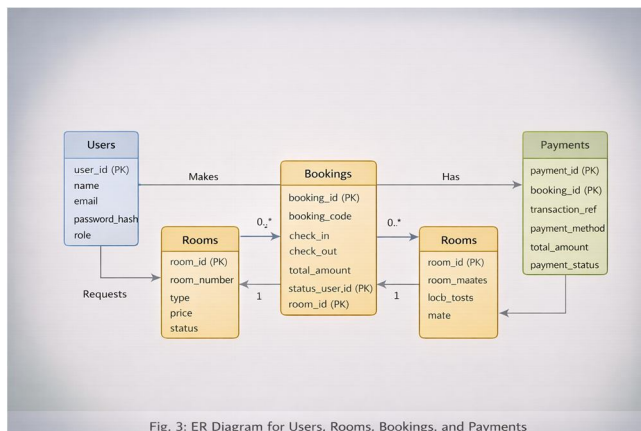 Users
user_id (PK)
name
email
password_hash
role
Makes
Bookings
booking_id (PK)
booking_code
check_in
check_out
total_amount
status_user,id (PK)
room_id (PK)
Has
Payments
payment_id (PK)
booking_id (PK)
transaction_ref
payment_method
total_amount
payment_status
Requests
Rooms
room_id (PK)
room_number
type
price
status
0..*
1
0..*
1
Rooms
room_id (PK)
room_maates
locb_tosts
mate
Fig. 3: ER Diagram for Users, Rooms, Bookings, and Payments